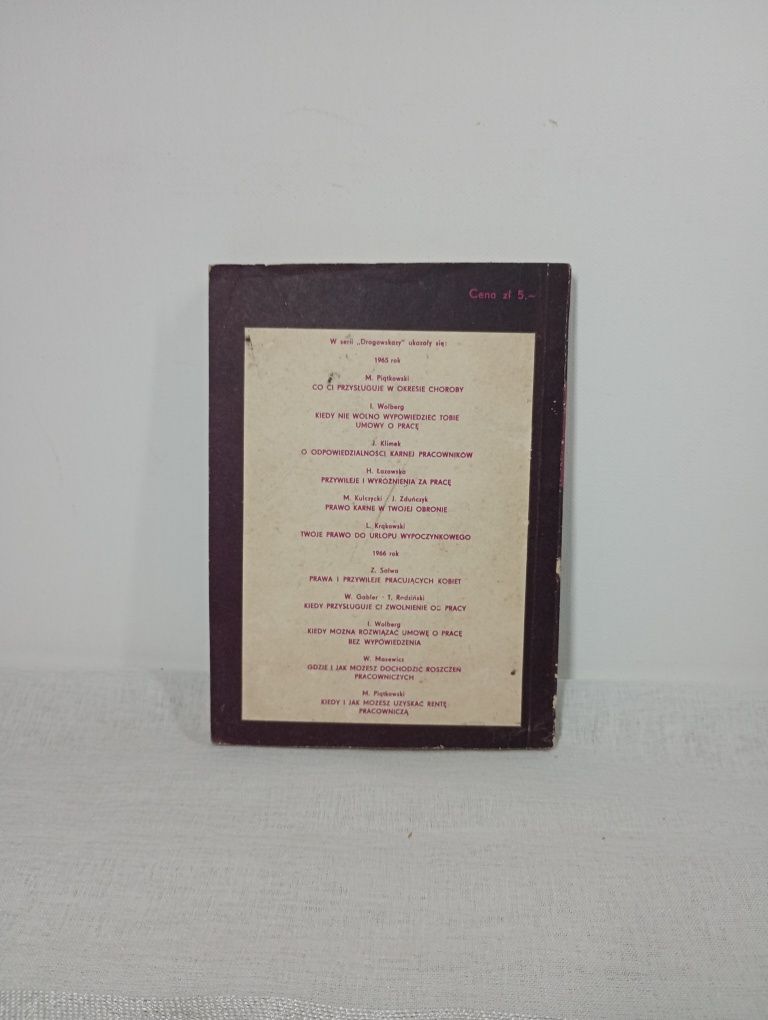 Cena zł 5.~
W serii „Drogowskazy" ukazały się:
1965 rok
M. Piątkowski
CO CI PRZYSŁUGUJE W OKRESIE CHOROBY
I. Wolberg
KIEDY NIE WOLNO WYPOWIEDZIEĆ TOBIE
UMOWY O PRACĘ
J. Klimek
O ODPOWIEDZIALNOŚCI KARNEJ PRACOWNIKÓW
H. Łazowska
PRZYWILEJE I WYRÓŻNIENIA ZA PRACĘ
M. Kulczycki · J. Zduńczyk
PRAWO KARNE W TWOJEJ OBRONIE
L. Krąkowski
TWOJE PRAWO DO URLOPU WYPOCZYNKOWEGO
1966 rok
Z. Salwa
PRAWA I PRZYWILEJE PRACUJĄCYCH KOBIET
W. Gabler · T. Rudziński
KIEDY PRZYSŁUGUJE CI ZWOLNIENIE OD PRACY
I. Wolberg
KIEDY MOŻNA ROZWIĄZAĆ UMOWĘ O PRACĘ
BEZ WYPOWIEDZENIA
W. Masewicz
GDZIE I JAK MOŻESZ DOCHODZIĆ ROSZCZEŃ
PRACOWNICZYCH
M. Piątkowski
KIEDY I JAK MOŻESZ UZYSKAĆ RENTĘ
PRACOWNICZĄ